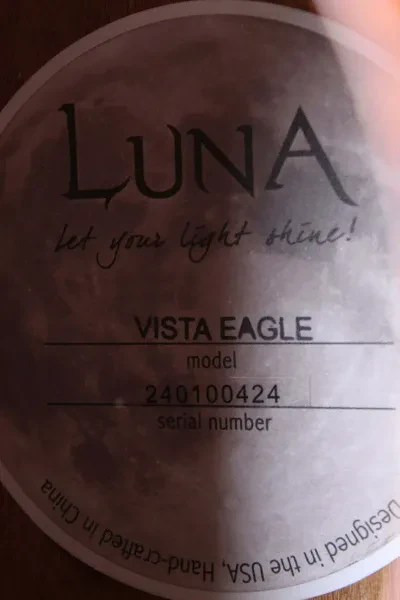 LUNA
let your light shine!
VISTA EAGLE
model
240100424
serial number
Designed in the USA, Hand-crafted in China